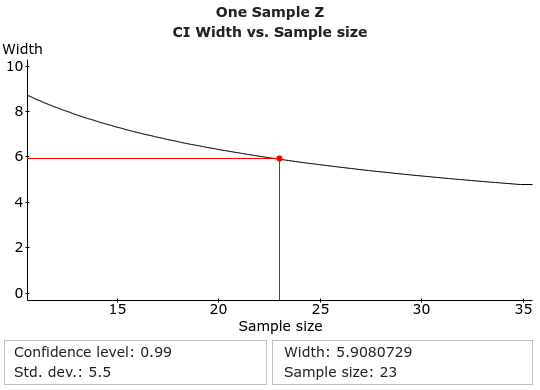 One Sample Z
CI Width vs. Sample size
Width
10
8
6
4
2
0
15
20
25
30
35
Sample size
Confidence level: 0.99
Std. dev.: 5.5
Width: 5.9080729
Sample size: 23